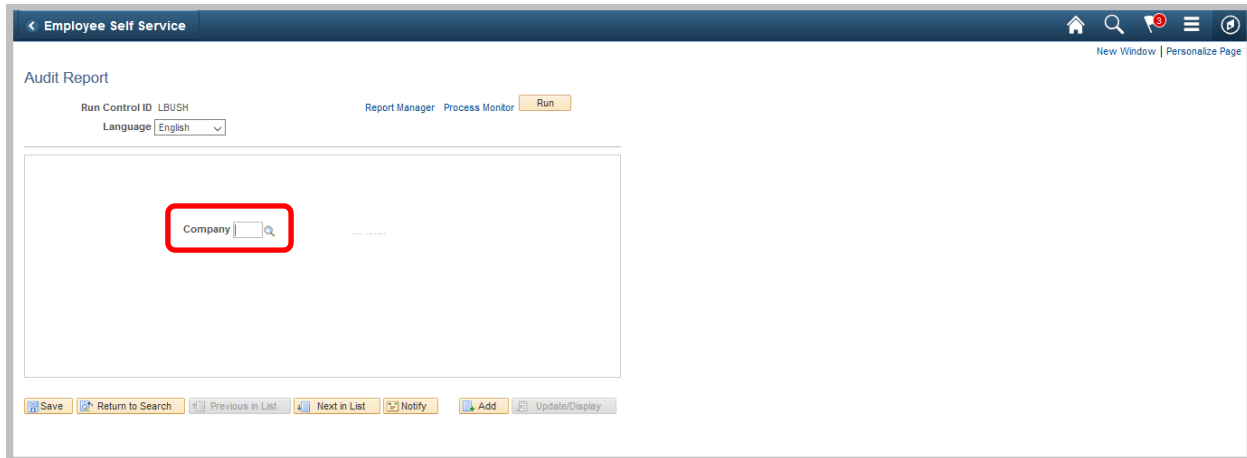 Employee Self Service
3
New Window | Personalize Page
Audit Report
Run Control ID LBUSH
Report Manager Process Monitor Run
Language English
Company
Save Return to Search Previous in List Next in List Notify Add Update/Display